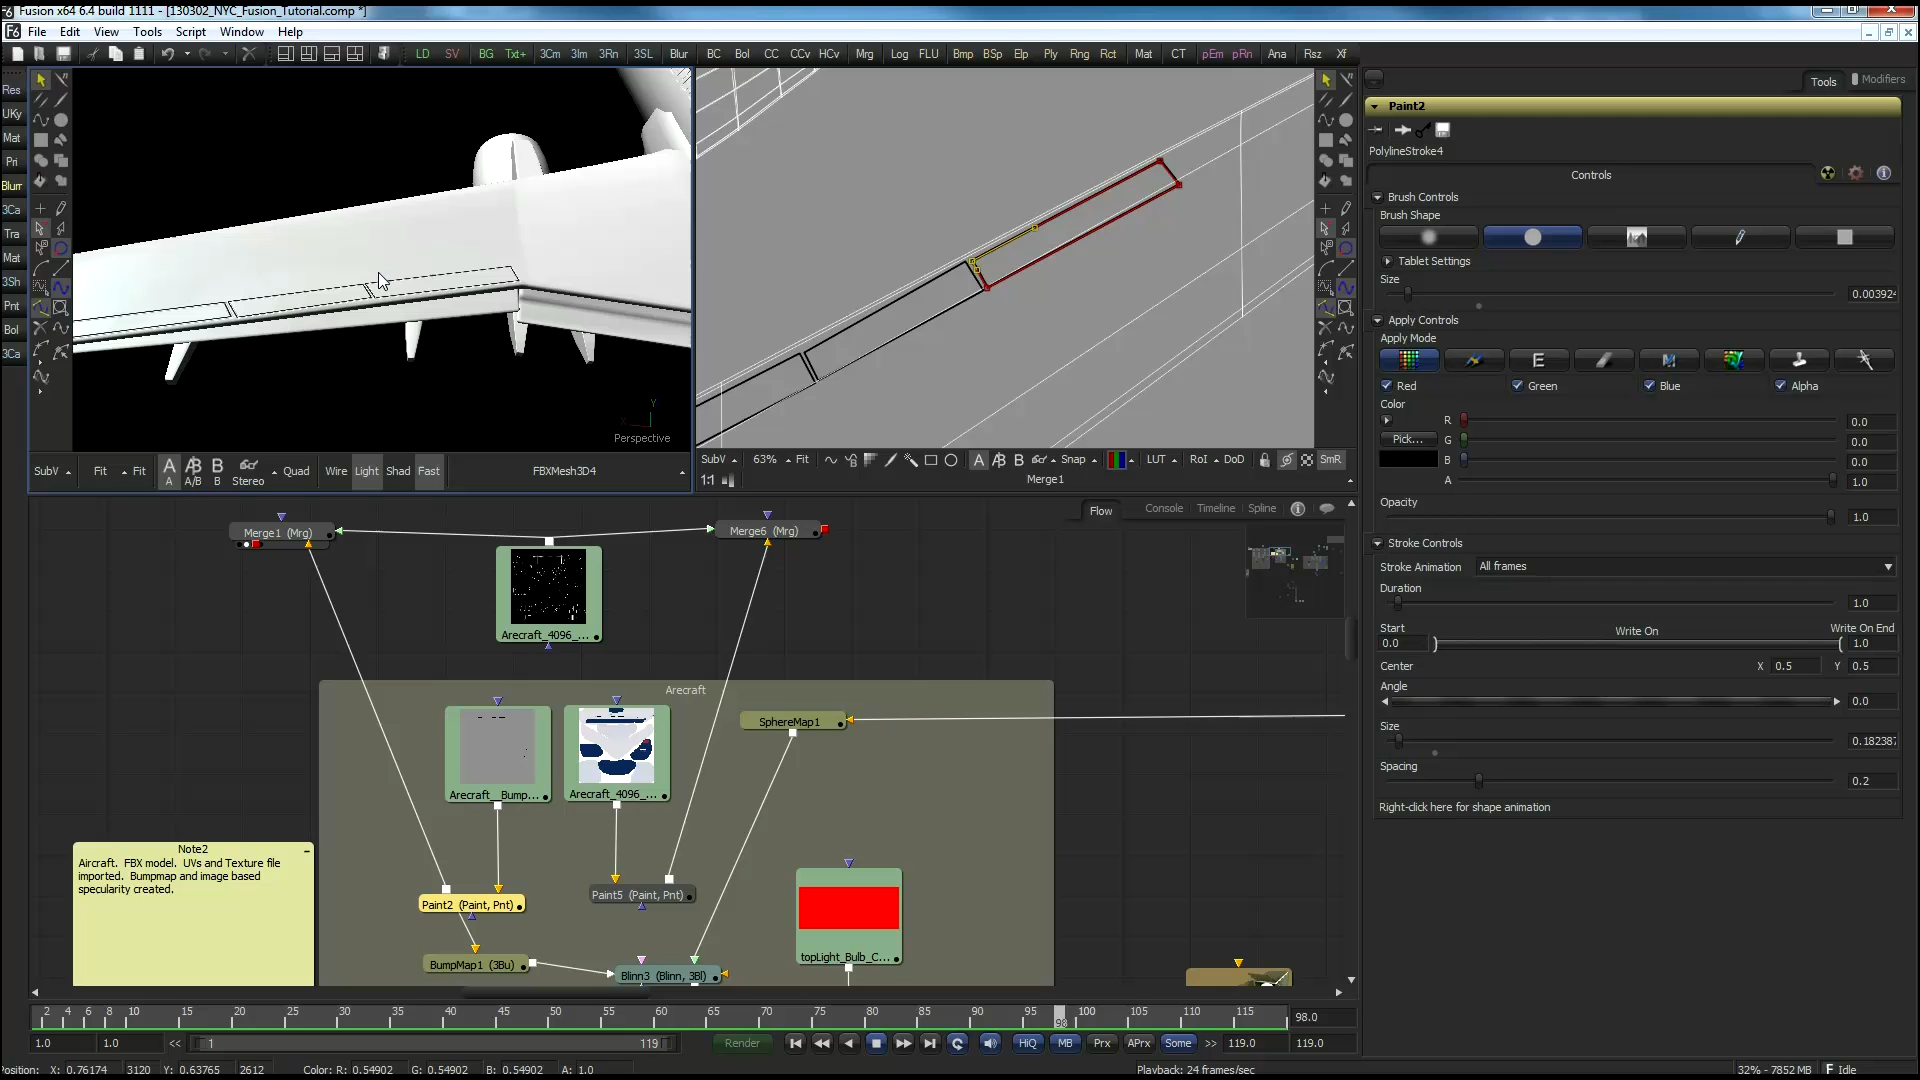 Fusion x64 6.4 build 1111 - [130302_NYC_Fusion_Tutorial.comp *]
File Edit View Tools Script Window Help
LD SV BG Txt+ 3Cm 3Im 3Rn 3SL Blur BC Bol CC CCv HCv Mrg Log FLU Bmp BSp Elp Ply Rng Rct Mat CT pEm pRn Ana Rsz Xf
Res
UKy
Mat
Pri
Blurr
3Ca
Tra
Mat
3Sh
Pnt
Bol
3Ca
Y
X
Perspective
SubV Fit Fit A A/B B Stereo Quad Wire Light Shad Fast FBXMesh3D4
SubV 63% Fit A A/B B Snap LUT RoI DoD SmR
1:1 Merge1
Tools Modifiers
Paint2
PolylineStroke4
Controls
Brush Controls
Brush Shape
Tablet Settings
Size
0.003924
Apply Controls
Apply Mode
Red Green Blue Alpha
Color
R 0.0
Pick... G 0.0
B 0.0
A 1.0
Opacity
1.0
Stroke Controls
Stroke Animation All frames
Duration
1.0
Start Write On Write On End
0.0 1.0
Center X 0.5 Y 0.5
Angle
0.0
Size
0.182387
Spacing
0.2
Right-click here for shape animation
Flow Console Timeline Spline
Merge1 (Mrg)
Merge6 (Mrg)
Arecraft_4096_...
Arecraft
SphereMap1
Arecraft__Bump...
Arecraft_4096_...
Note2
Aircraft. FBX model. UVs and Texture file
imported. Bumpmap and image based
specularity created.
Paint2 (Paint, Pnt)
Paint5 (Paint, Pnt)
BumpMap1 (3Bu)
Blinn3 (Blinn, 3Bl)
topLight_Bulb_C...
2 4 6 8 10 15 20 25 30 35 40 45 50 55 60 65 70 75 80 85 90 95 98 100 105 110 115 98.0
1.0 1.0 << 1 119 Render HiQ MB Prx APrx Some >> 119.0 119.0
Position: X: 0.76174 3120 Y: 0.63765 2612 Color: R: 0.54902 G: 0.54902 B: 0.54902 A: 1.0 Playback: 24 frames/sec 32% - 7852 MB Idle